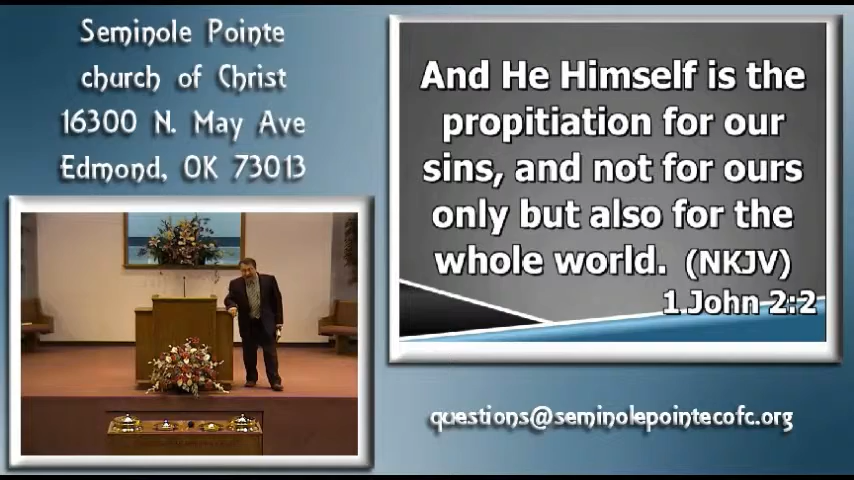 Seminole Pointe
church of Christ
16300 N. May Ave
Edmond, OK 73013
And He Himself is the
propitiation for our
sins, and not for ours
only but also for the
whole world. (NKJV)
1 John 2:2
questions@seminolepointecofc.org